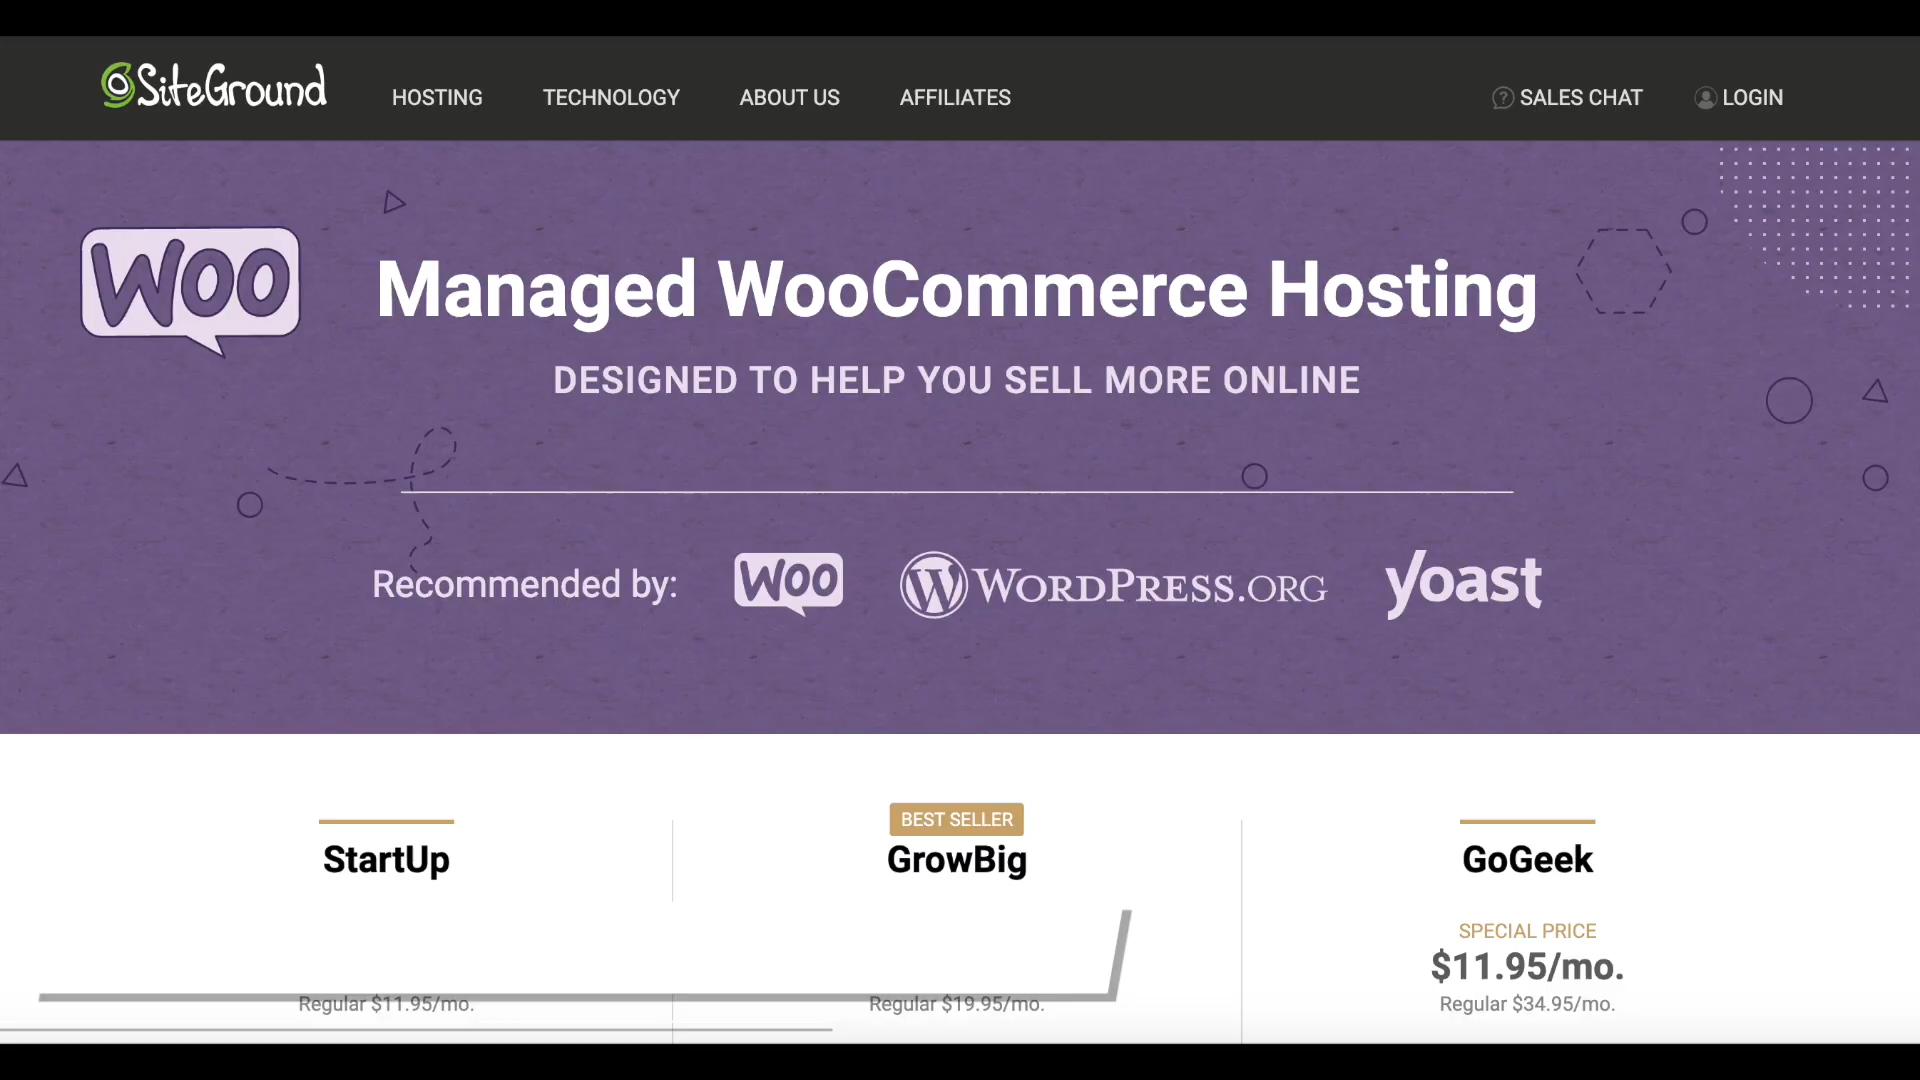 SiteGround
HOSTING TECHNOLOGY ABOUT US AFFILIATES SALES CHAT LOGIN
WOO
Managed WooCommerce Hosting
DESIGNED TO HELP YOU SELL MORE ONLINE
Recommended by: WOO WORDPRESS.ORG yoast
BEST SELLER
StartUp GrowBig GoGeek
SPECIAL PRICE
$11.95/mo.
Regular $11.95/mo. Regular $19.95/mo. Regular $34.95/mo.